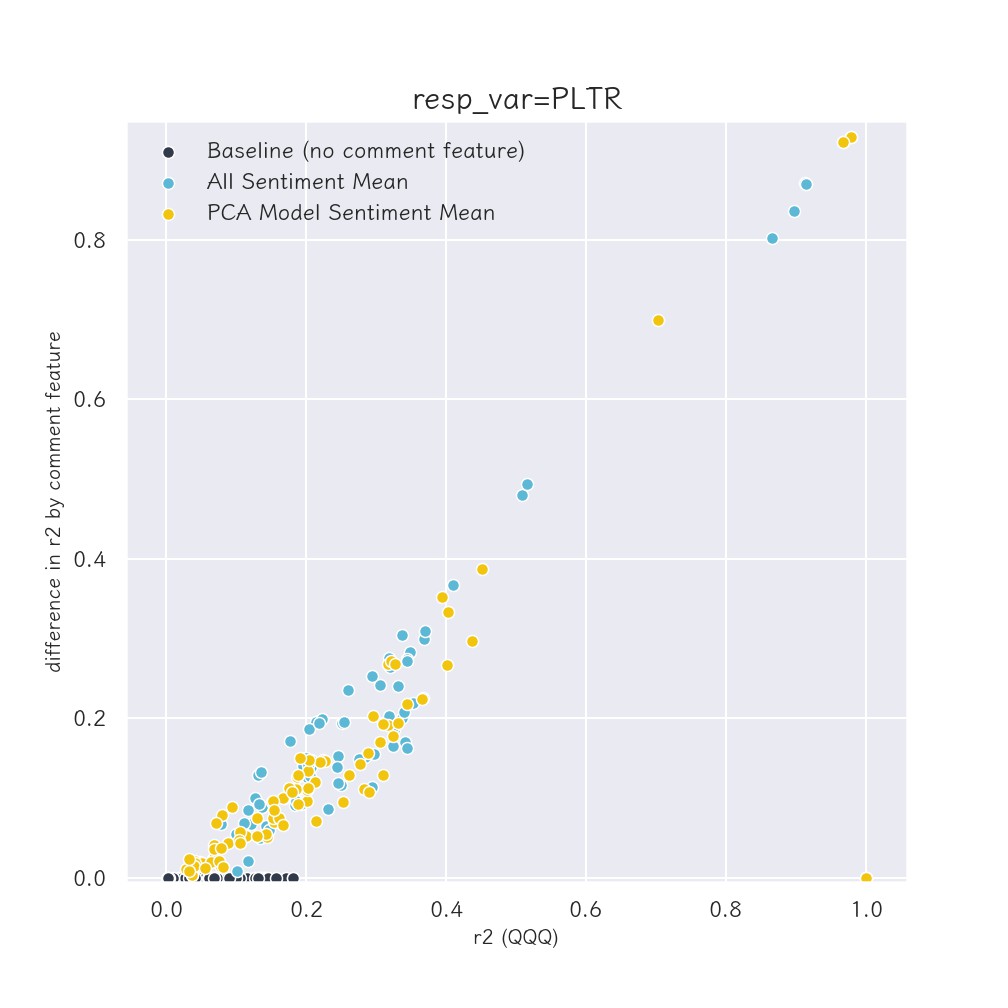 resp_var=PLTR
Baseline (no comment feature)
All Sentiment Mean
PCA Model Sentiment Mean
difference in r2 by comment feature
0.8
0.6
0.4
0.2
0.0
0.0 0.2 0.4 0.6 0.8 1.0
r2 (QQQ)